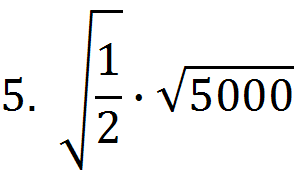 5. √(1/2) · √5000